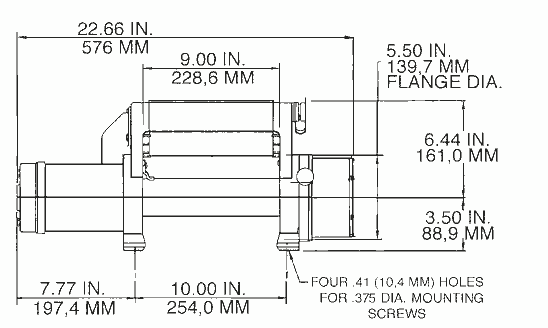 22.66 IN.
576 MM
9.00 IN.
228,6 MM
5.50 IN.
139,7 MM
FLANGE DIA.
6.44 IN.
161,0 MM
3.50 IN.
88,9 MM
7.77 IN.
197,4 MM
10.00 IN.
254,0 MM
FOUR .41 (10,4 MM) HOLES
FOR .375 DIA. MOUNTING
SCREWS